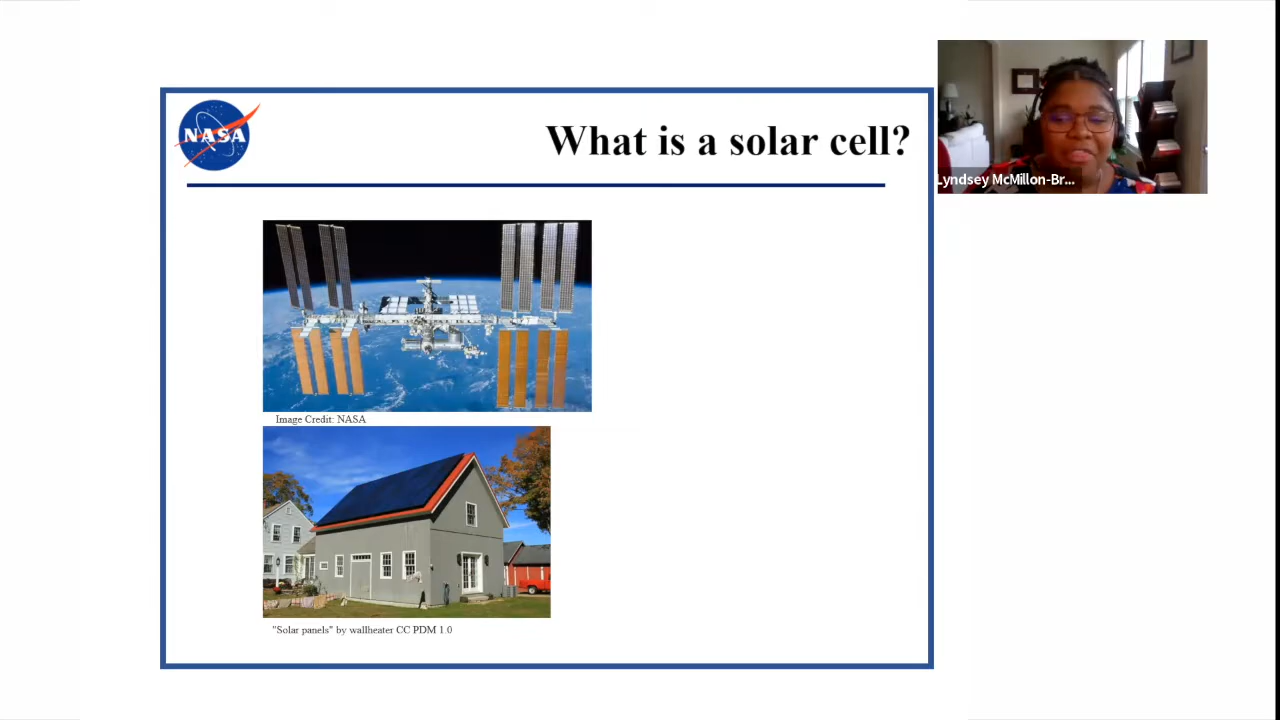 NASA
What is a solar cell?
Lyndsey McMillon-Br...
Image Credit: NASA
"Solar panels" by wallheater CC PDM 1.0